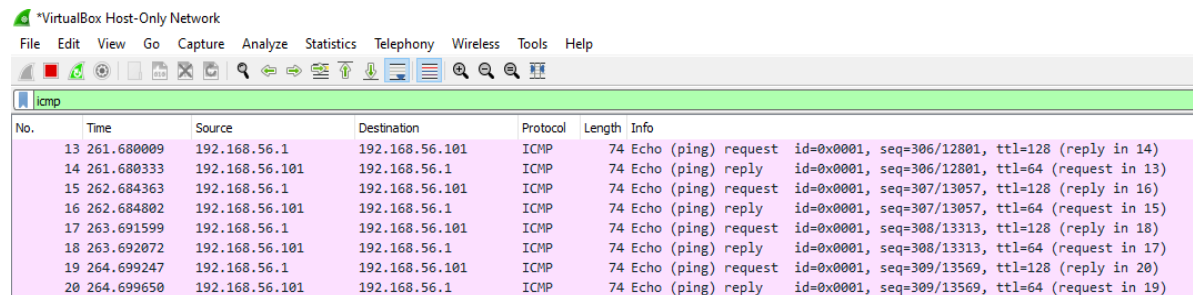 *VirtualBox Host-Only Network
File Edit View Go Capture Analyze Statistics Telephony Wireless Tools Help
icmp
No. Time Source Destination Protocol Length Info
13 261.680009 192.168.56.1 192.168.56.101 ICMP 74 Echo (ping) request id=0x0001, seq=306/12801, ttl=128 (reply in 14)
14 261.680333 192.168.56.101 192.168.56.1 ICMP 74 Echo (ping) reply id=0x0001, seq=306/12801, ttl=64 (request in 13)
15 262.684363 192.168.56.1 192.168.56.101 ICMP 74 Echo (ping) request id=0x0001, seq=307/13057, ttl=128 (reply in 16)
16 262.684802 192.168.56.101 192.168.56.1 ICMP 74 Echo (ping) reply id=0x0001, seq=307/13057, ttl=64 (request in 15)
17 263.691599 192.168.56.1 192.168.56.101 ICMP 74 Echo (ping) request id=0x0001, seq=308/13313, ttl=128 (reply in 18)
18 263.692072 192.168.56.101 192.168.56.1 ICMP 74 Echo (ping) reply id=0x0001, seq=308/13313, ttl=64 (request in 17)
19 264.699247 192.168.56.1 192.168.56.101 ICMP 74 Echo (ping) request id=0x0001, seq=309/13569, ttl=128 (reply in 20)
20 264.699650 192.168.56.101 192.168.56.1 ICMP 74 Echo (ping) reply id=0x0001, seq=309/13569, ttl=64 (request in 19)